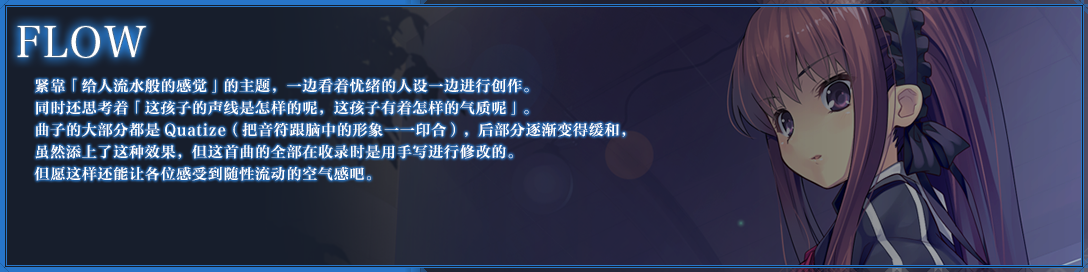 FLOW
紧靠「给人流水般的感觉」的主题，一边看着忧绪的人设一边进行创作。
同时还思考着「这孩子的声线是怎样的呢，这孩子有着怎样的气质呢」。
曲子的大部分都是Quatize（把音符跟脑中的形象一一印合），后部分逐渐变得缓和，
虽然添上了这种效果，但这首曲的全部在收录时是用手写进行修改的。
但愿这样还能让各位感受到随性流动的空气感吧。